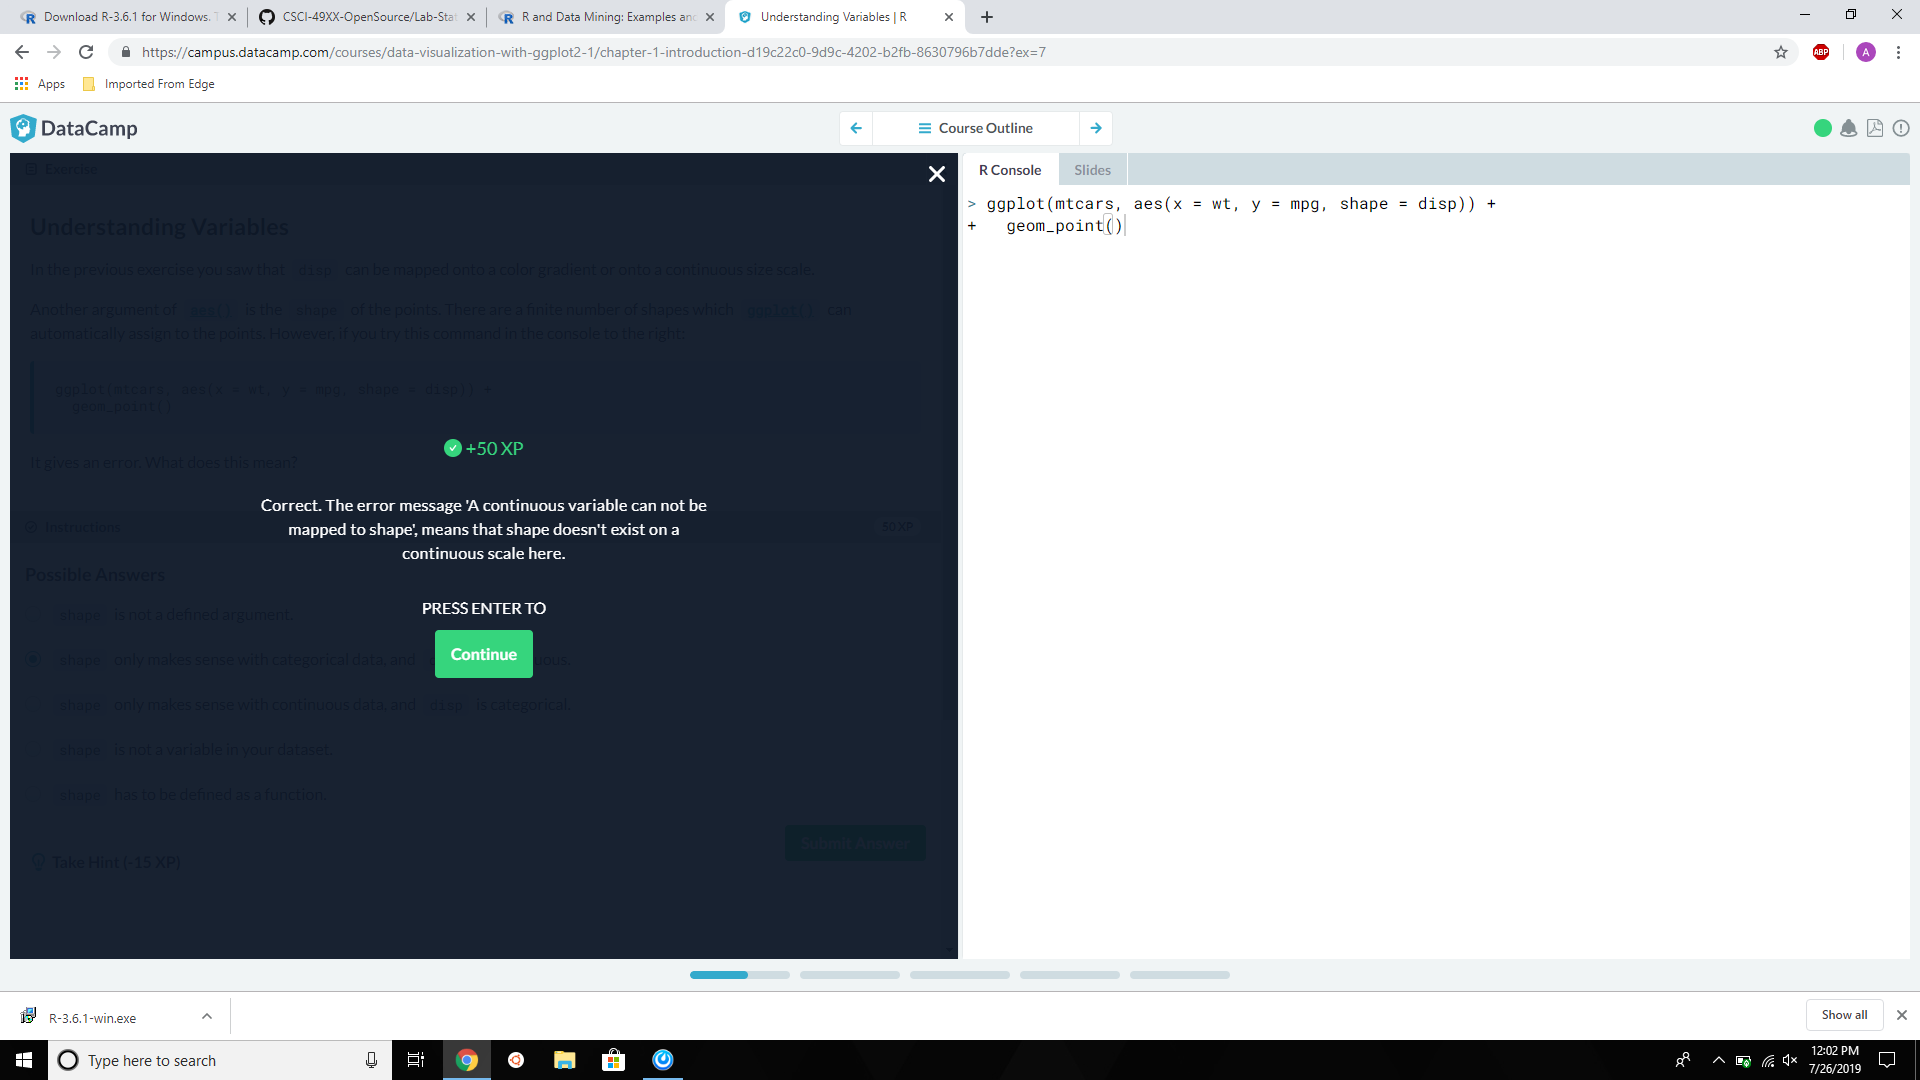 Download R-3.6.1 for Windows. T
CSCI-49XX-OpenSource/Lab-Stat
R and Data Mining: Examples and
Understanding Variables | R
https://campus.datacamp.com/courses/data-visualization-with-ggplot2-1/chapter-1-introduction-d19c22c0-9d9c-4202-b2fb-8630796b7dde?ex=7
ABP
A
Apps
Imported From Edge
DataCamp
Course Outline
Exercise
Understanding Variables
In the previous exercise you saw that disp can be mapped onto a color gradient or onto a continuous size scale.
Another argument of aes() is the shape of the points. There are a finite number of shapes which ggplot() can
automatically assign to the points. However, if you try this command in the console to the right:
ggplot(mtcars, aes(x = wt, y = mpg, shape = disp)) +
geom_point()
It gives an error. What does this mean?
+50 XP
Correct. The error message 'A continuous variable can not be
mapped to shape', means that shape doesn't exist on a
continuous scale here.
Instructions
50 XP
Possible Answers
PRESS ENTER TO
Continue
shape is not a defined argument.
shape only makes sense with categorical data, and
uous.
shape only makes sense with continuous data, and disp is categorical.
shape is not a variable in your dataset.
shape has to be defined as a function.
Submit Answer
Take Hint (-15 XP)
R Console
Slides
> ggplot(mtcars, aes(x = wt, y = mpg, shape = disp)) +
+ geom_point()
R-3.6.1-win.exe
Show all
Type here to search
12:02 PM
7/26/2019